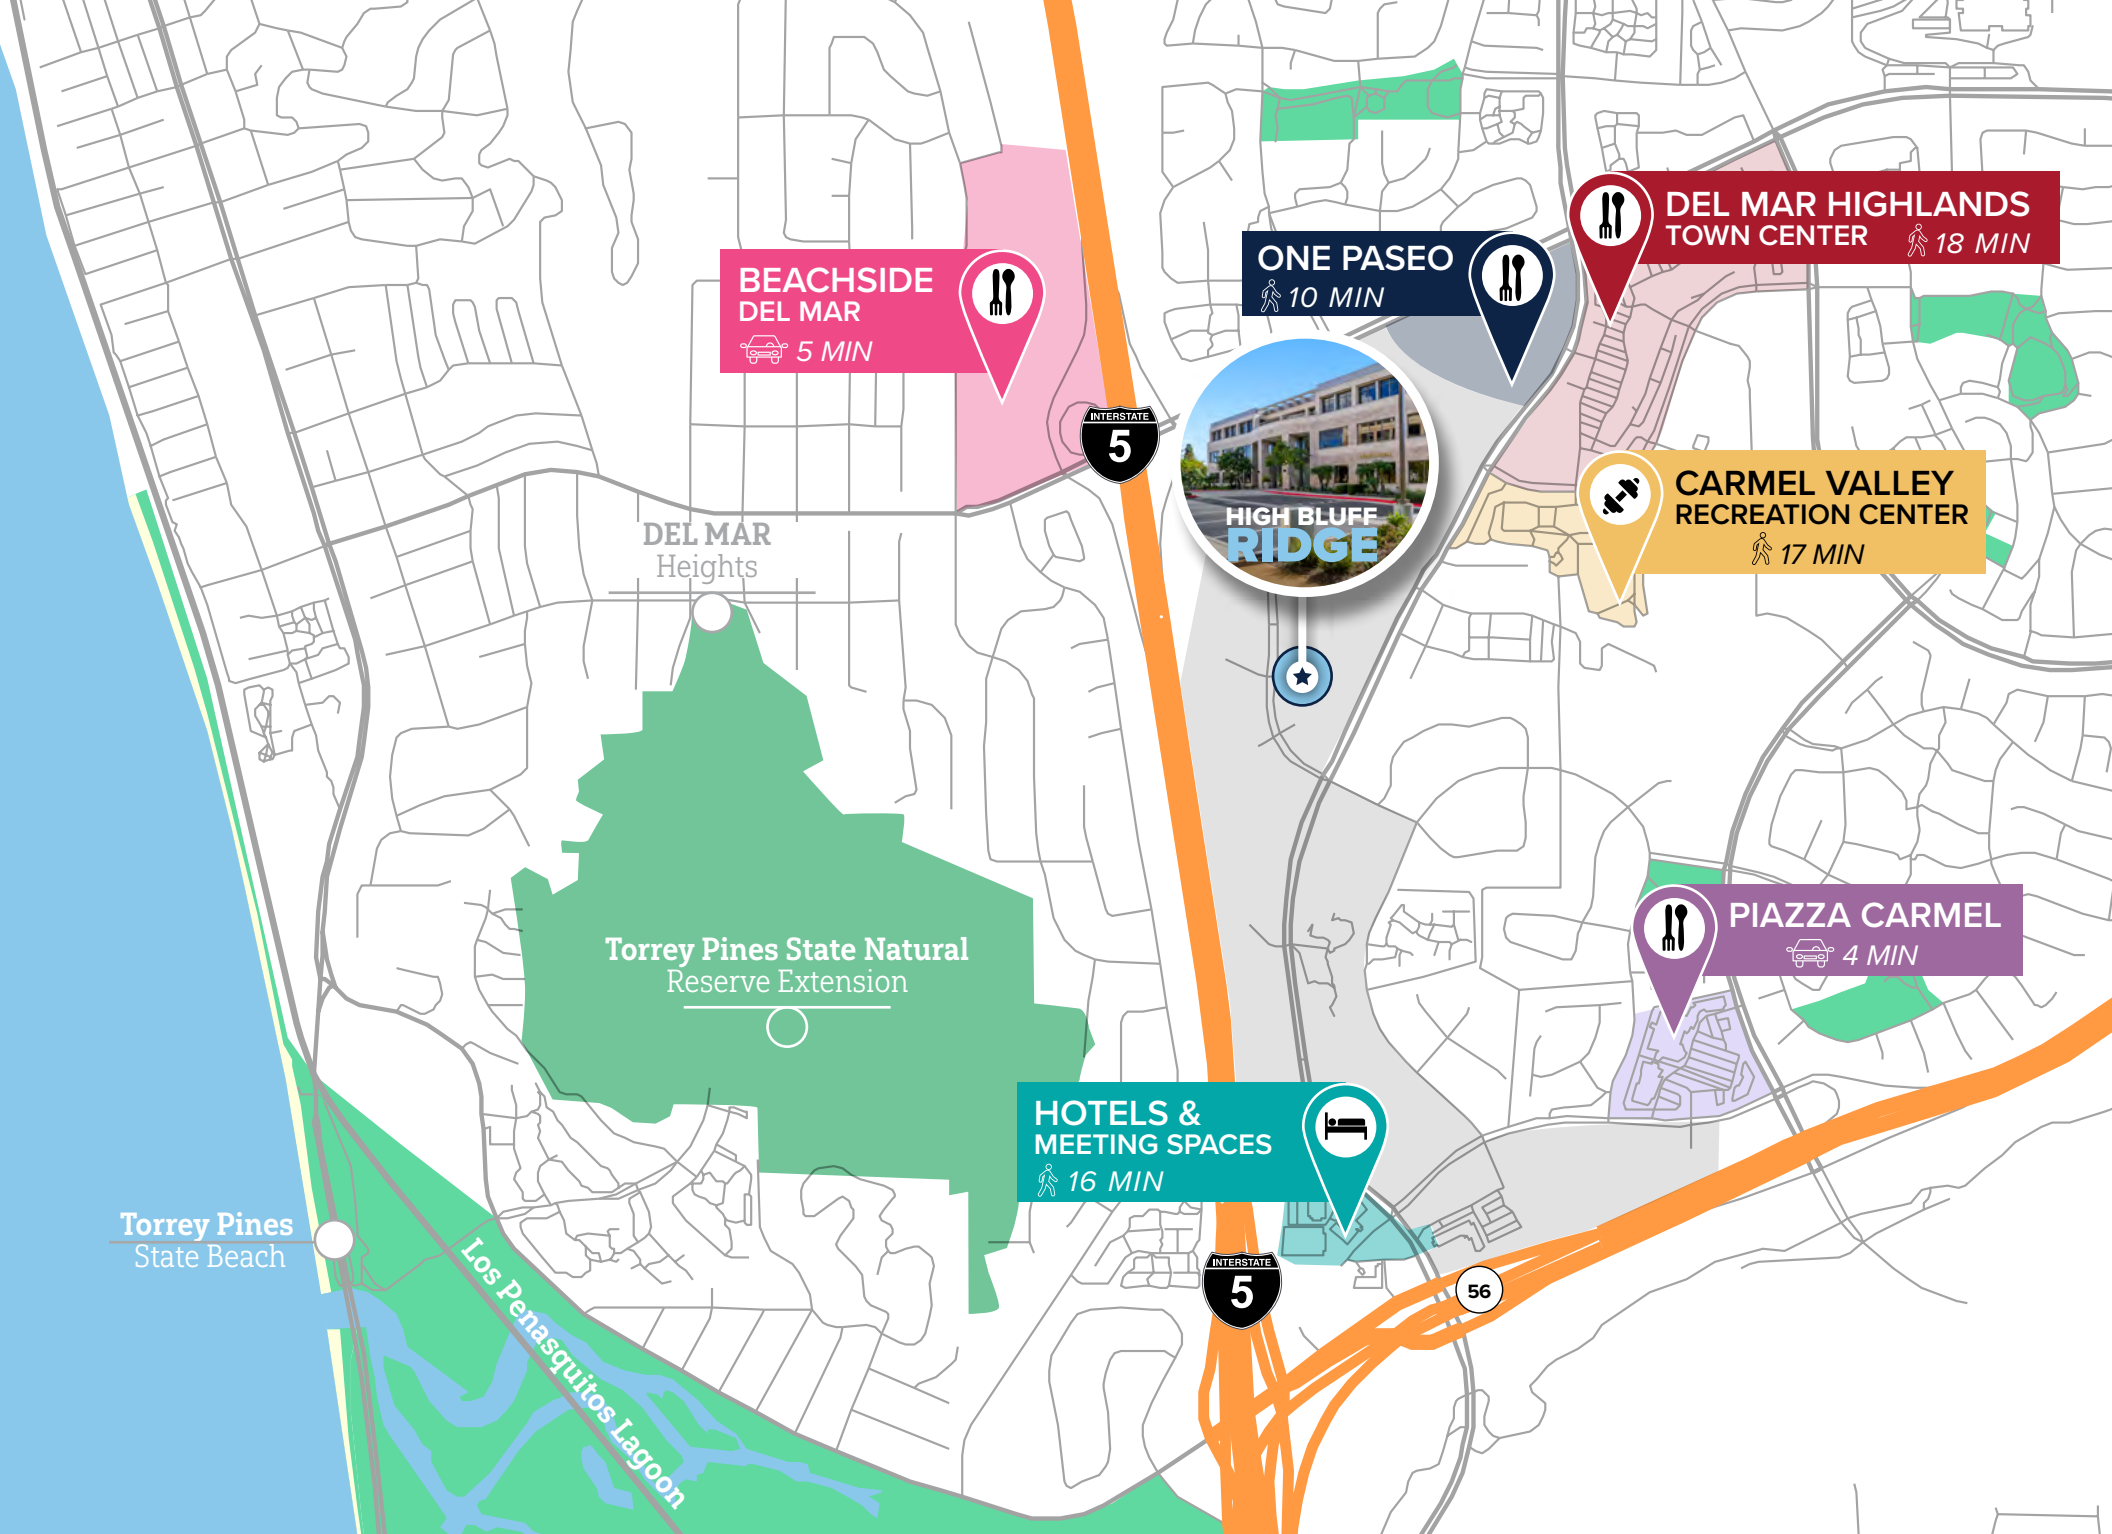 DEL MAR HIGHLANDS
TOWN CENTER
18 MIN
ONE PASEO
10 MIN
BEACHSIDE
DEL MAR
5 MIN
INTERSTATE
5
HIGH BLUFF
RIDGE
CARMEL VALLEY
RECREATION CENTER
17 MIN
DEL MAR
Heights
PIAZZA CARMEL
4 MIN
Torrey Pines State Natural
Reserve Extension
HOTELS &
MEETING SPACES
16 MIN
Torrey Pines
State Beach
Los Penasquitos Lagoon
INTERSTATE
5
56